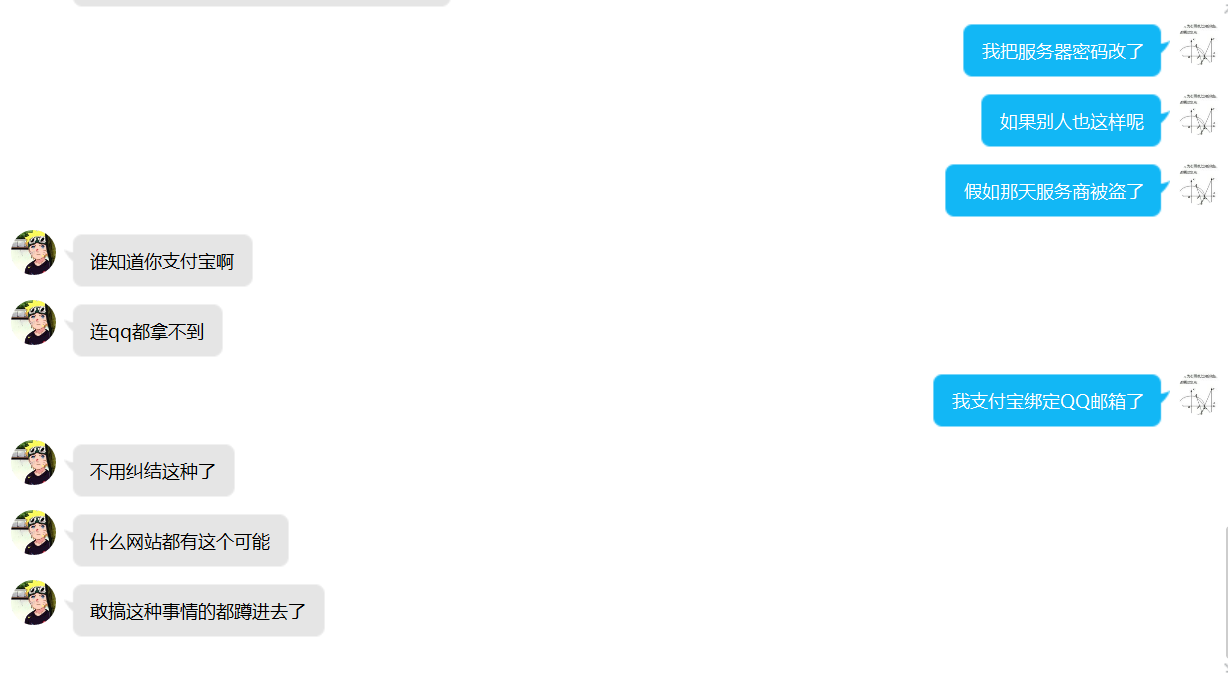 我把服务器密码改了
如果别人也这样呢
假如那天服务商被盗了
谁知道你支付宝啊
连qq都拿不到
我支付宝绑定QQ邮箱了
不用纠结这种了
什么网站都有这个可能
敢搞这种事情的都蹲进去了